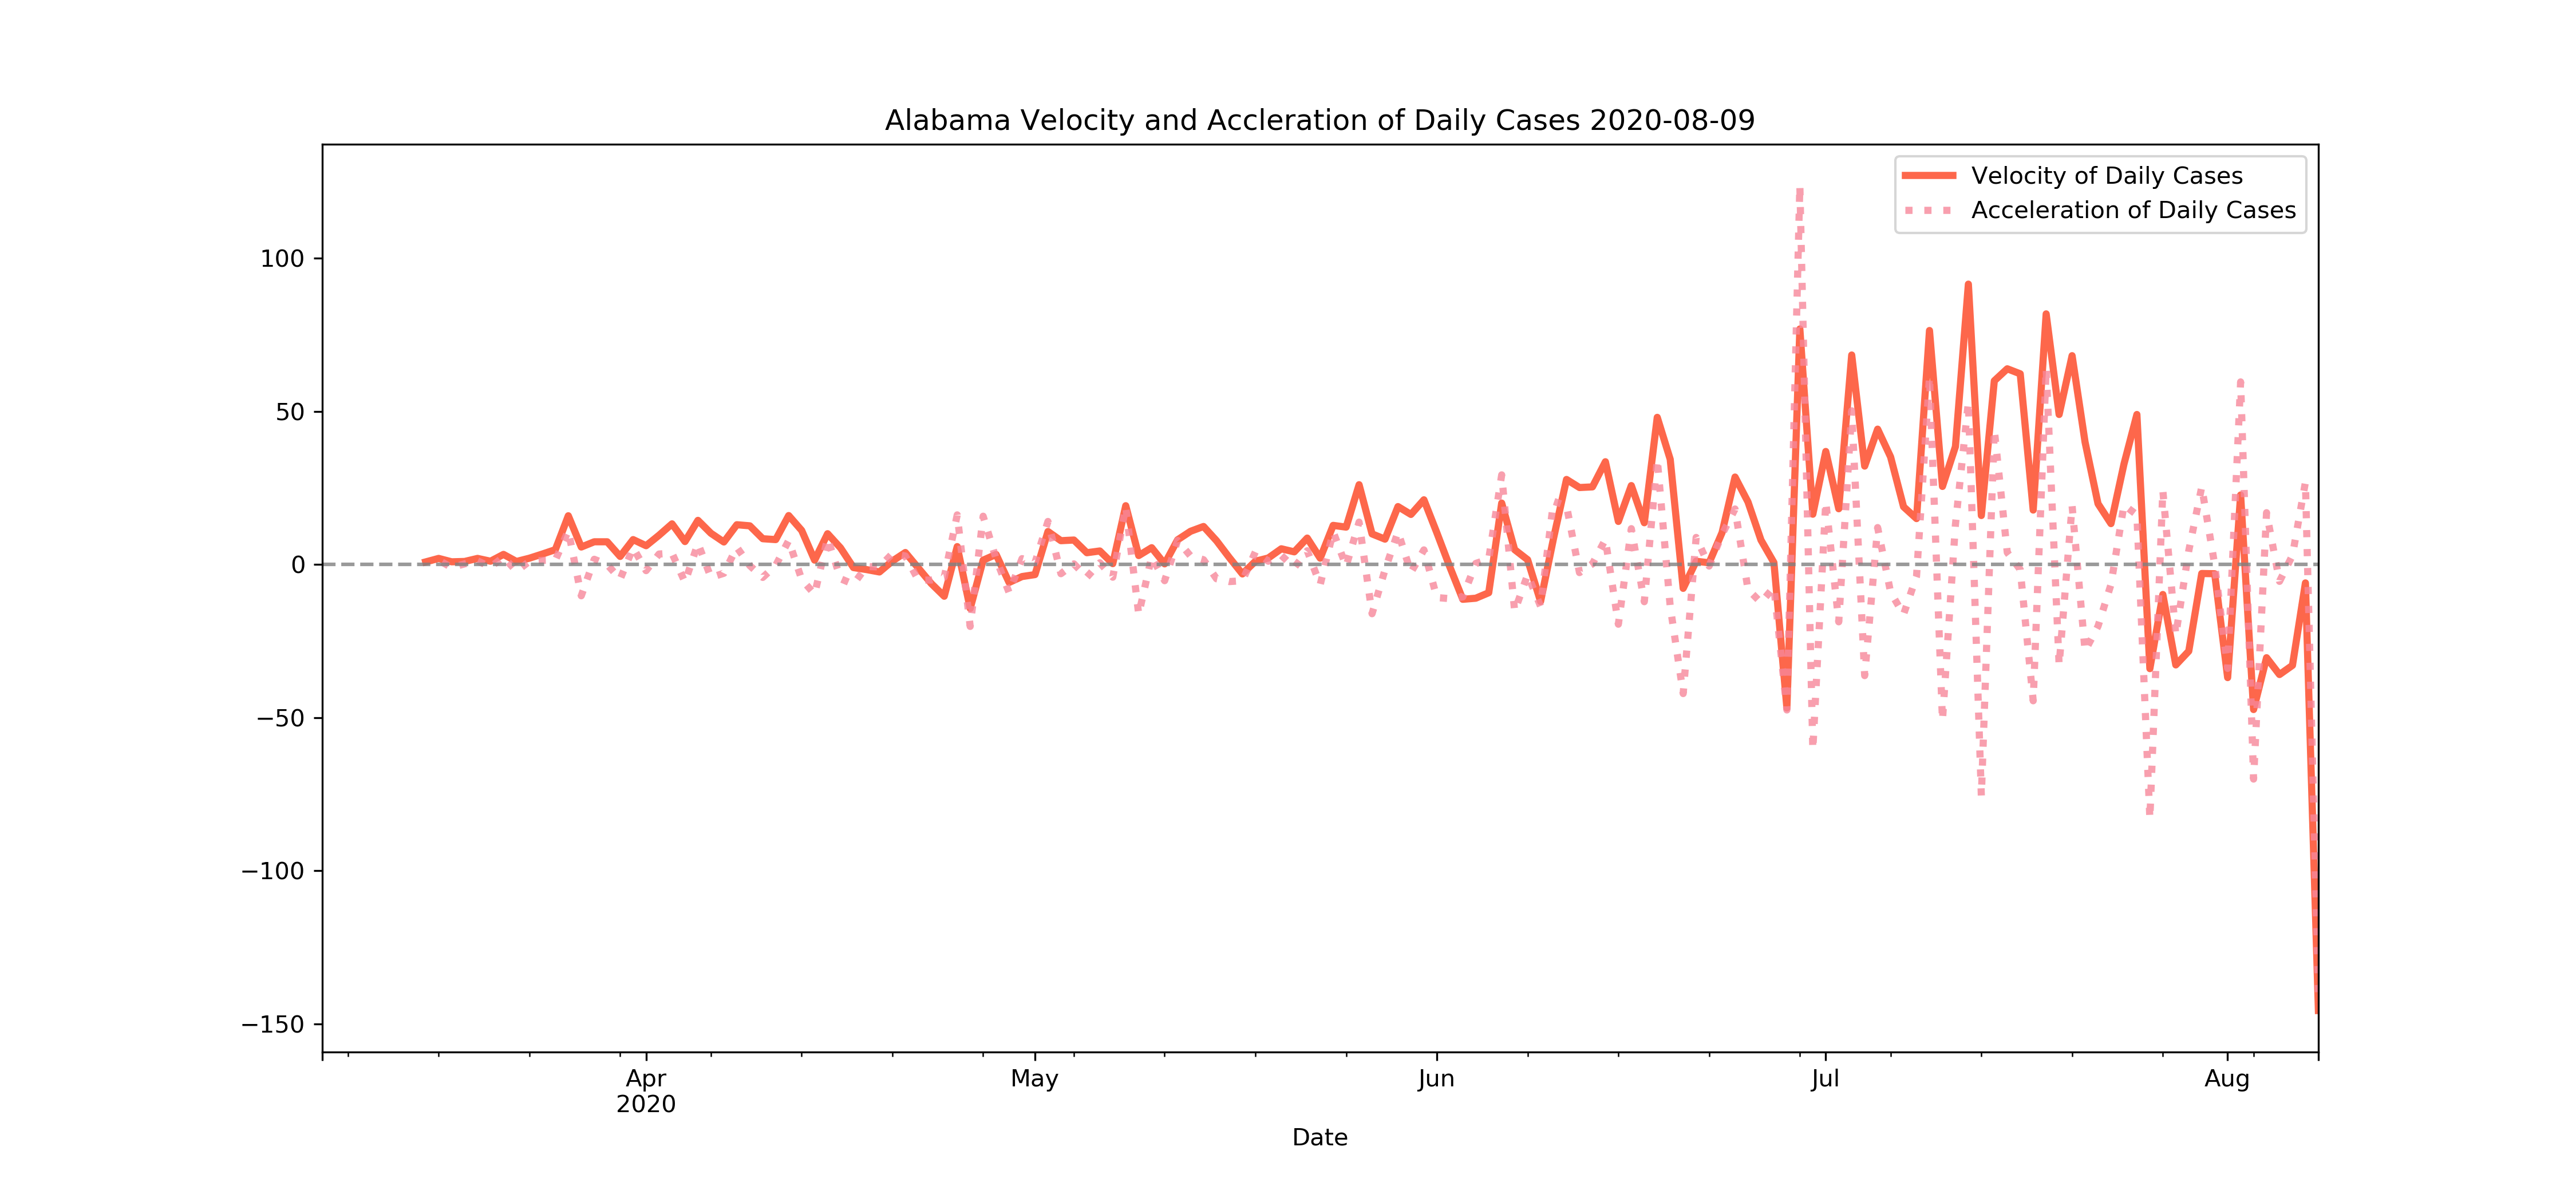 Alabama Velocity and Accleration of Daily Cases 2020-08-09
Velocity of Daily Cases
Acceleration of Daily Cases
100
50
0
−50
−100
−150
Apr
2020
May
Jun
Jul
Aug
Date